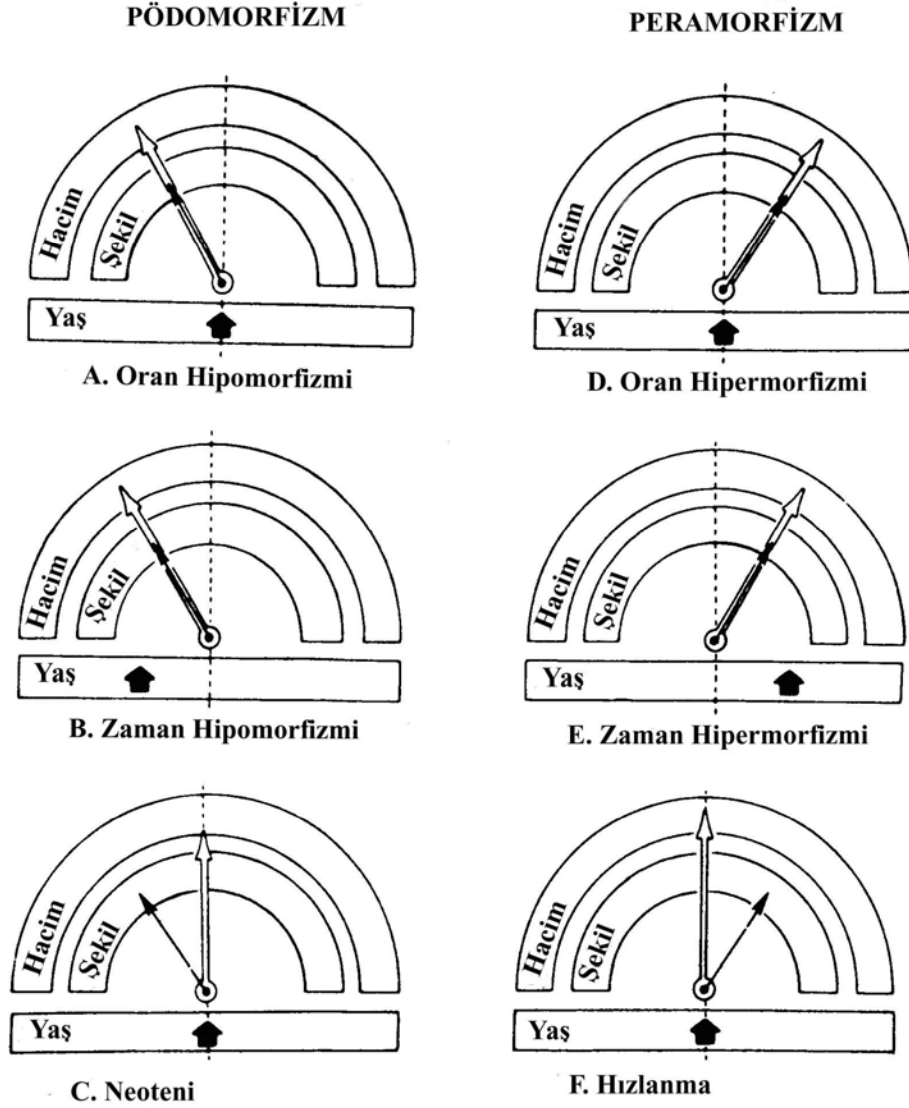 PÖDOMORFİZM
PERAMORFİZM
Hacim
Şekil
Yaş
A. Oran Hipomorfizmi
Hacim
Şekil
Yaş
D. Oran Hipermorfizmi
Hacim
Şekil
Yaş
B. Zaman Hipomorfizmi
Hacim
Şekil
Yaş
E. Zaman Hipermorfizmi
Hacim
Şekil
Yaş
C. Neoteni
Hacim
Şekil
Yaş
F. Hızlanma